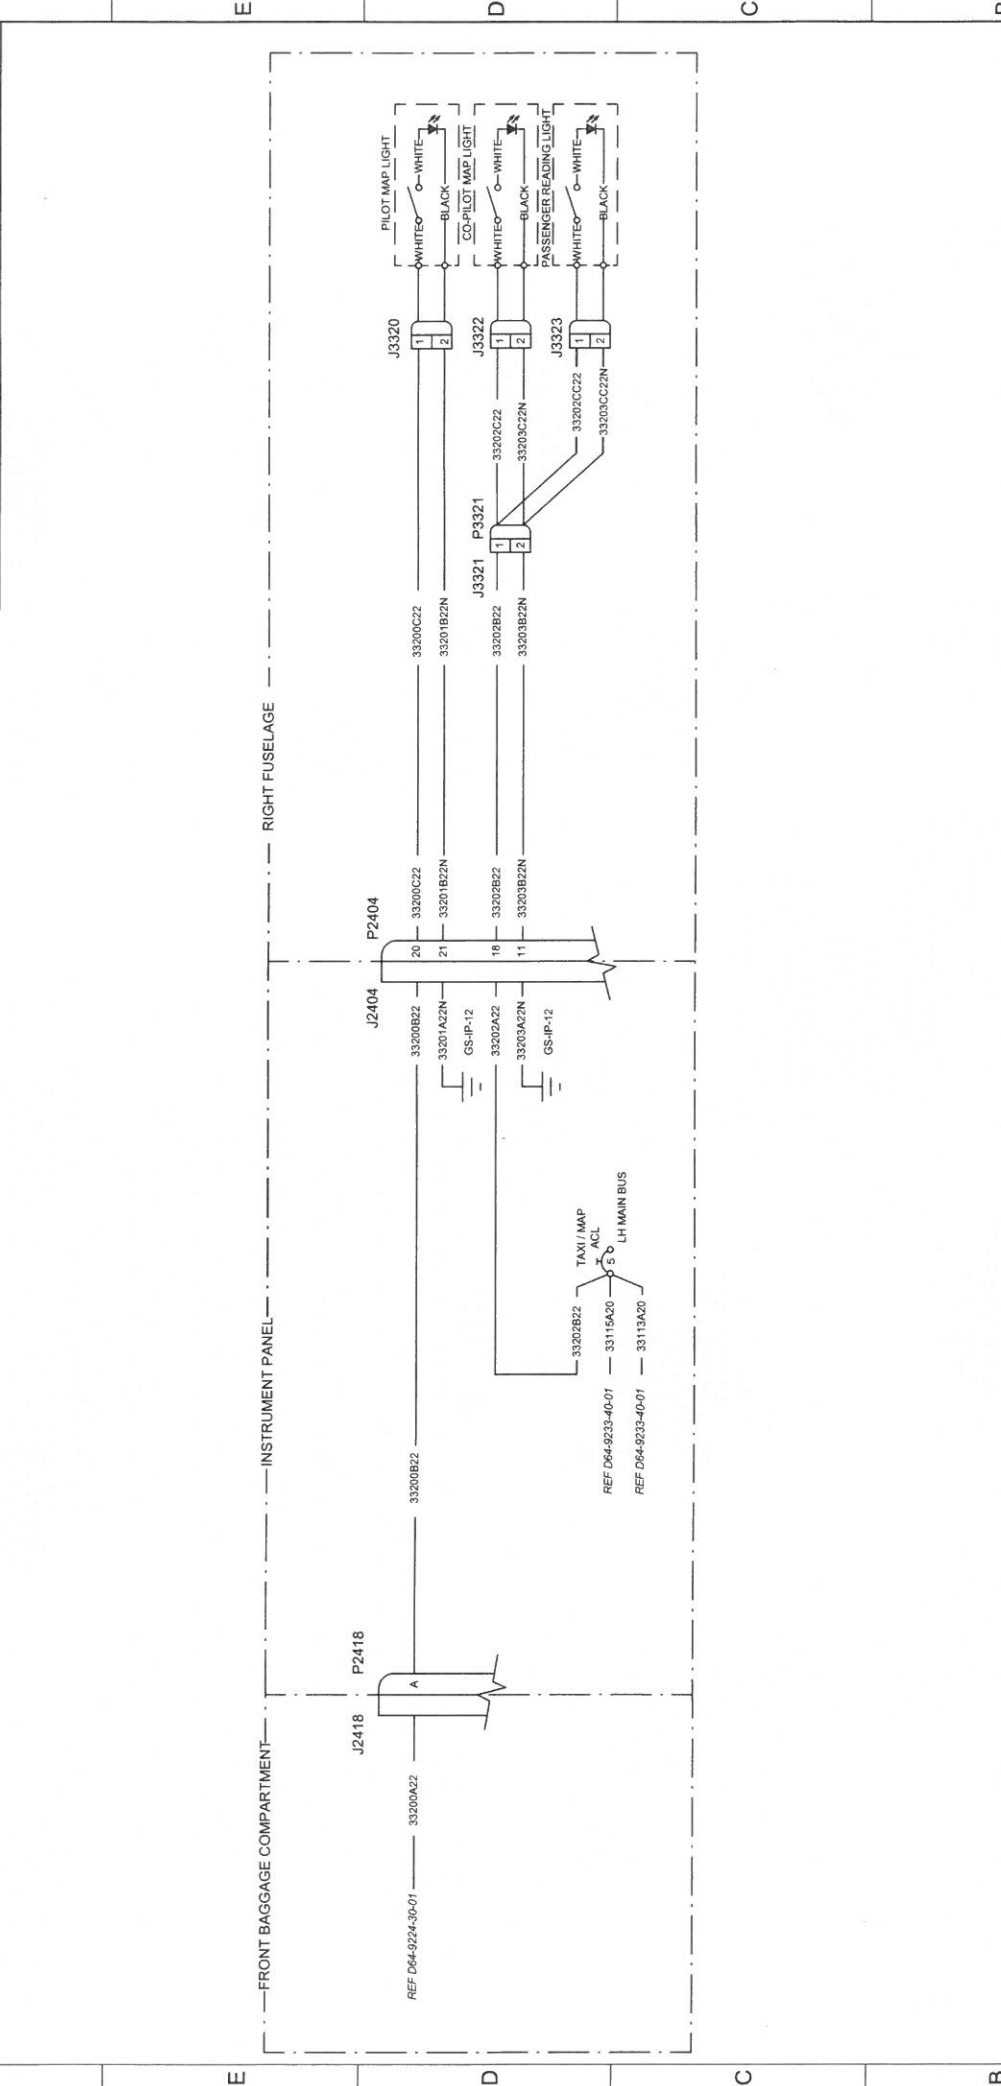 E
D
C
B
FRONT BAGGAGE COMPARTMENT
INSTRUMENT PANEL
RIGHT FUSELAGE
REF D64-9224-30-01
33200A22
J2418
P2418
A
33200B22
33200B22
J2404
P2404
20
33200C22
33200C22
J3320
1
2
PILOT MAP LIGHT
WHITE
WHITE
BLACK
33201A22N
GS-IP-12
21
33201B22N
33201B22N
33202A22
18
33202B22
33202B22
J3321
P3321
1
2
33202C22
J3322
1
2
CO-PILOT MAP LIGHT
WHITE
WHITE
BLACK
33203A22N
GS-IP-12
11
33203B22N
33203B22N
33203C22N
33202CC22
33203CC22N
J3323
1
2
PASSENGER READING LIGHT
WHITE
WHITE
BLACK
33202B22
TAXI / MAP
ACL
5
LH MAIN BUS
REF D64-9233-40-01
33115A20
REF D64-9233-40-01
33113A20
E
D
C
B